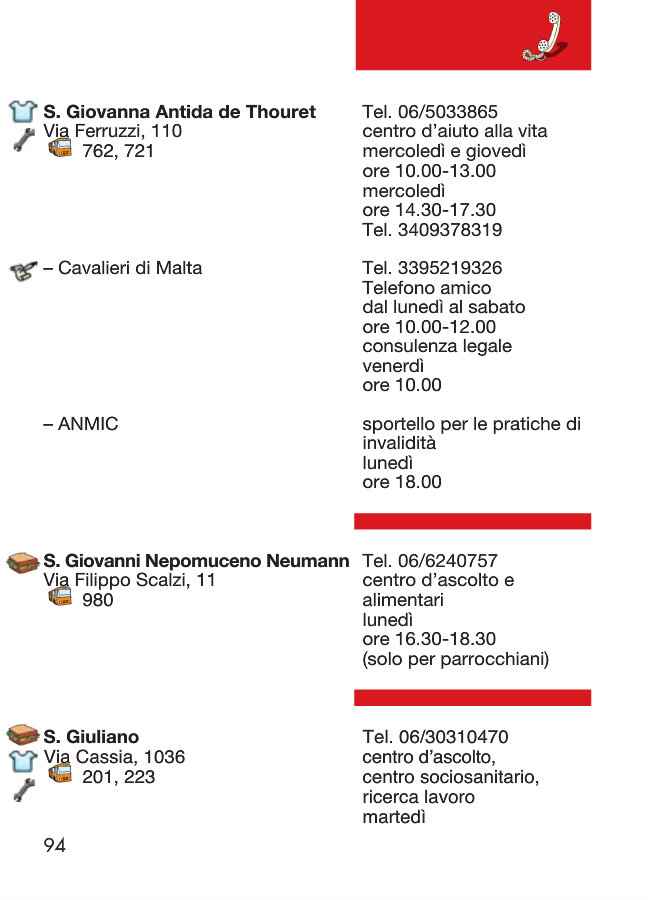 S. Giovanna Antida de Thouret
Via Ferruzzi, 110
762, 721
Tel. 06/5033865
centro d'aiuto alla vita
mercoledì e giovedì
ore 10.00-13.00
mercoledì
ore 14.30-17.30
Tel. 3409378319
– Cavalieri di Malta
Tel. 3395219326
Telefono amico
dal lunedì al sabato
ore 10.00-12.00
consulenza legale
venerdì
ore 10.00
– ANMIC
sportello per le pratiche di
invalidità
lunedì
ore 18.00
S. Giovanni Nepomuceno Neumann
Via Filippo Scalzi, 11
980
Tel. 06/6240757
centro d'ascolto e
alimentari
lunedì
ore 16.30-18.30
(solo per parrocchiani)
S. Giuliano
Via Cassia, 1036
201, 223
Tel. 06/30310470
centro d'ascolto,
centro sociosanitario,
ricerca lavoro
martedì
94